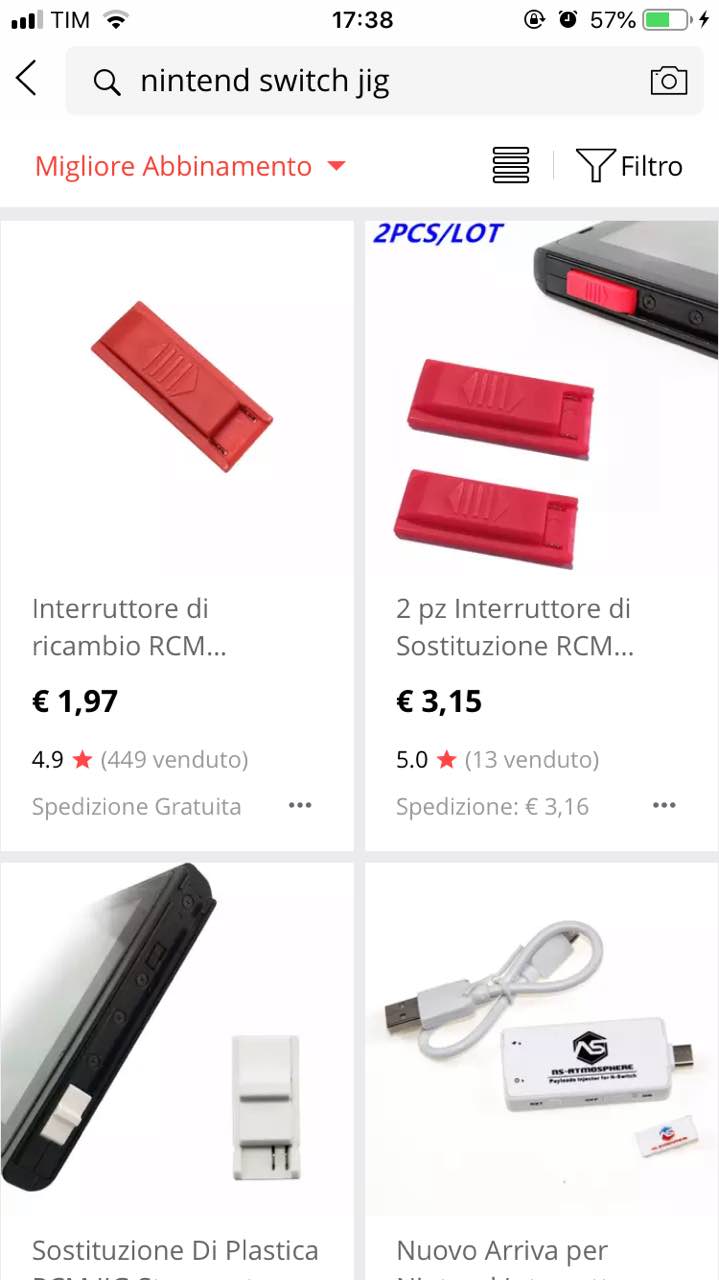 TIM 17:38 57%
nintend switch jig
Migliore Abbinamento Filtro
2PCS/LOT
Interruttore di
ricambio RCM...
€ 1,97
4.9 (449 venduto)
Spedizione Gratuita
2 pz Interruttore di
Sostituzione RCM...
€ 3,15
5.0 (13 venduto)
Spedizione: € 3,16
NS
NS-ATMOSPHERE
Payloads Injector for N-Switch
Sostituzione Di Plastica
Nuovo Arriva per